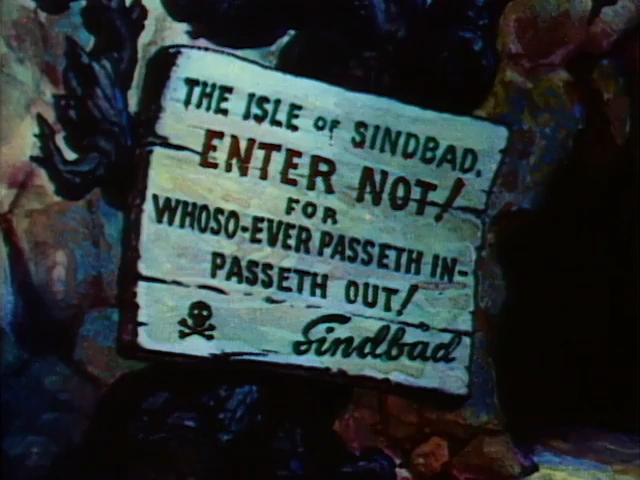 THE ISLE of SINDBAD.
ENTER NOT!
FOR
WHOSO-EVER PASSETH IN-
PASSETH OUT!
Sindbad